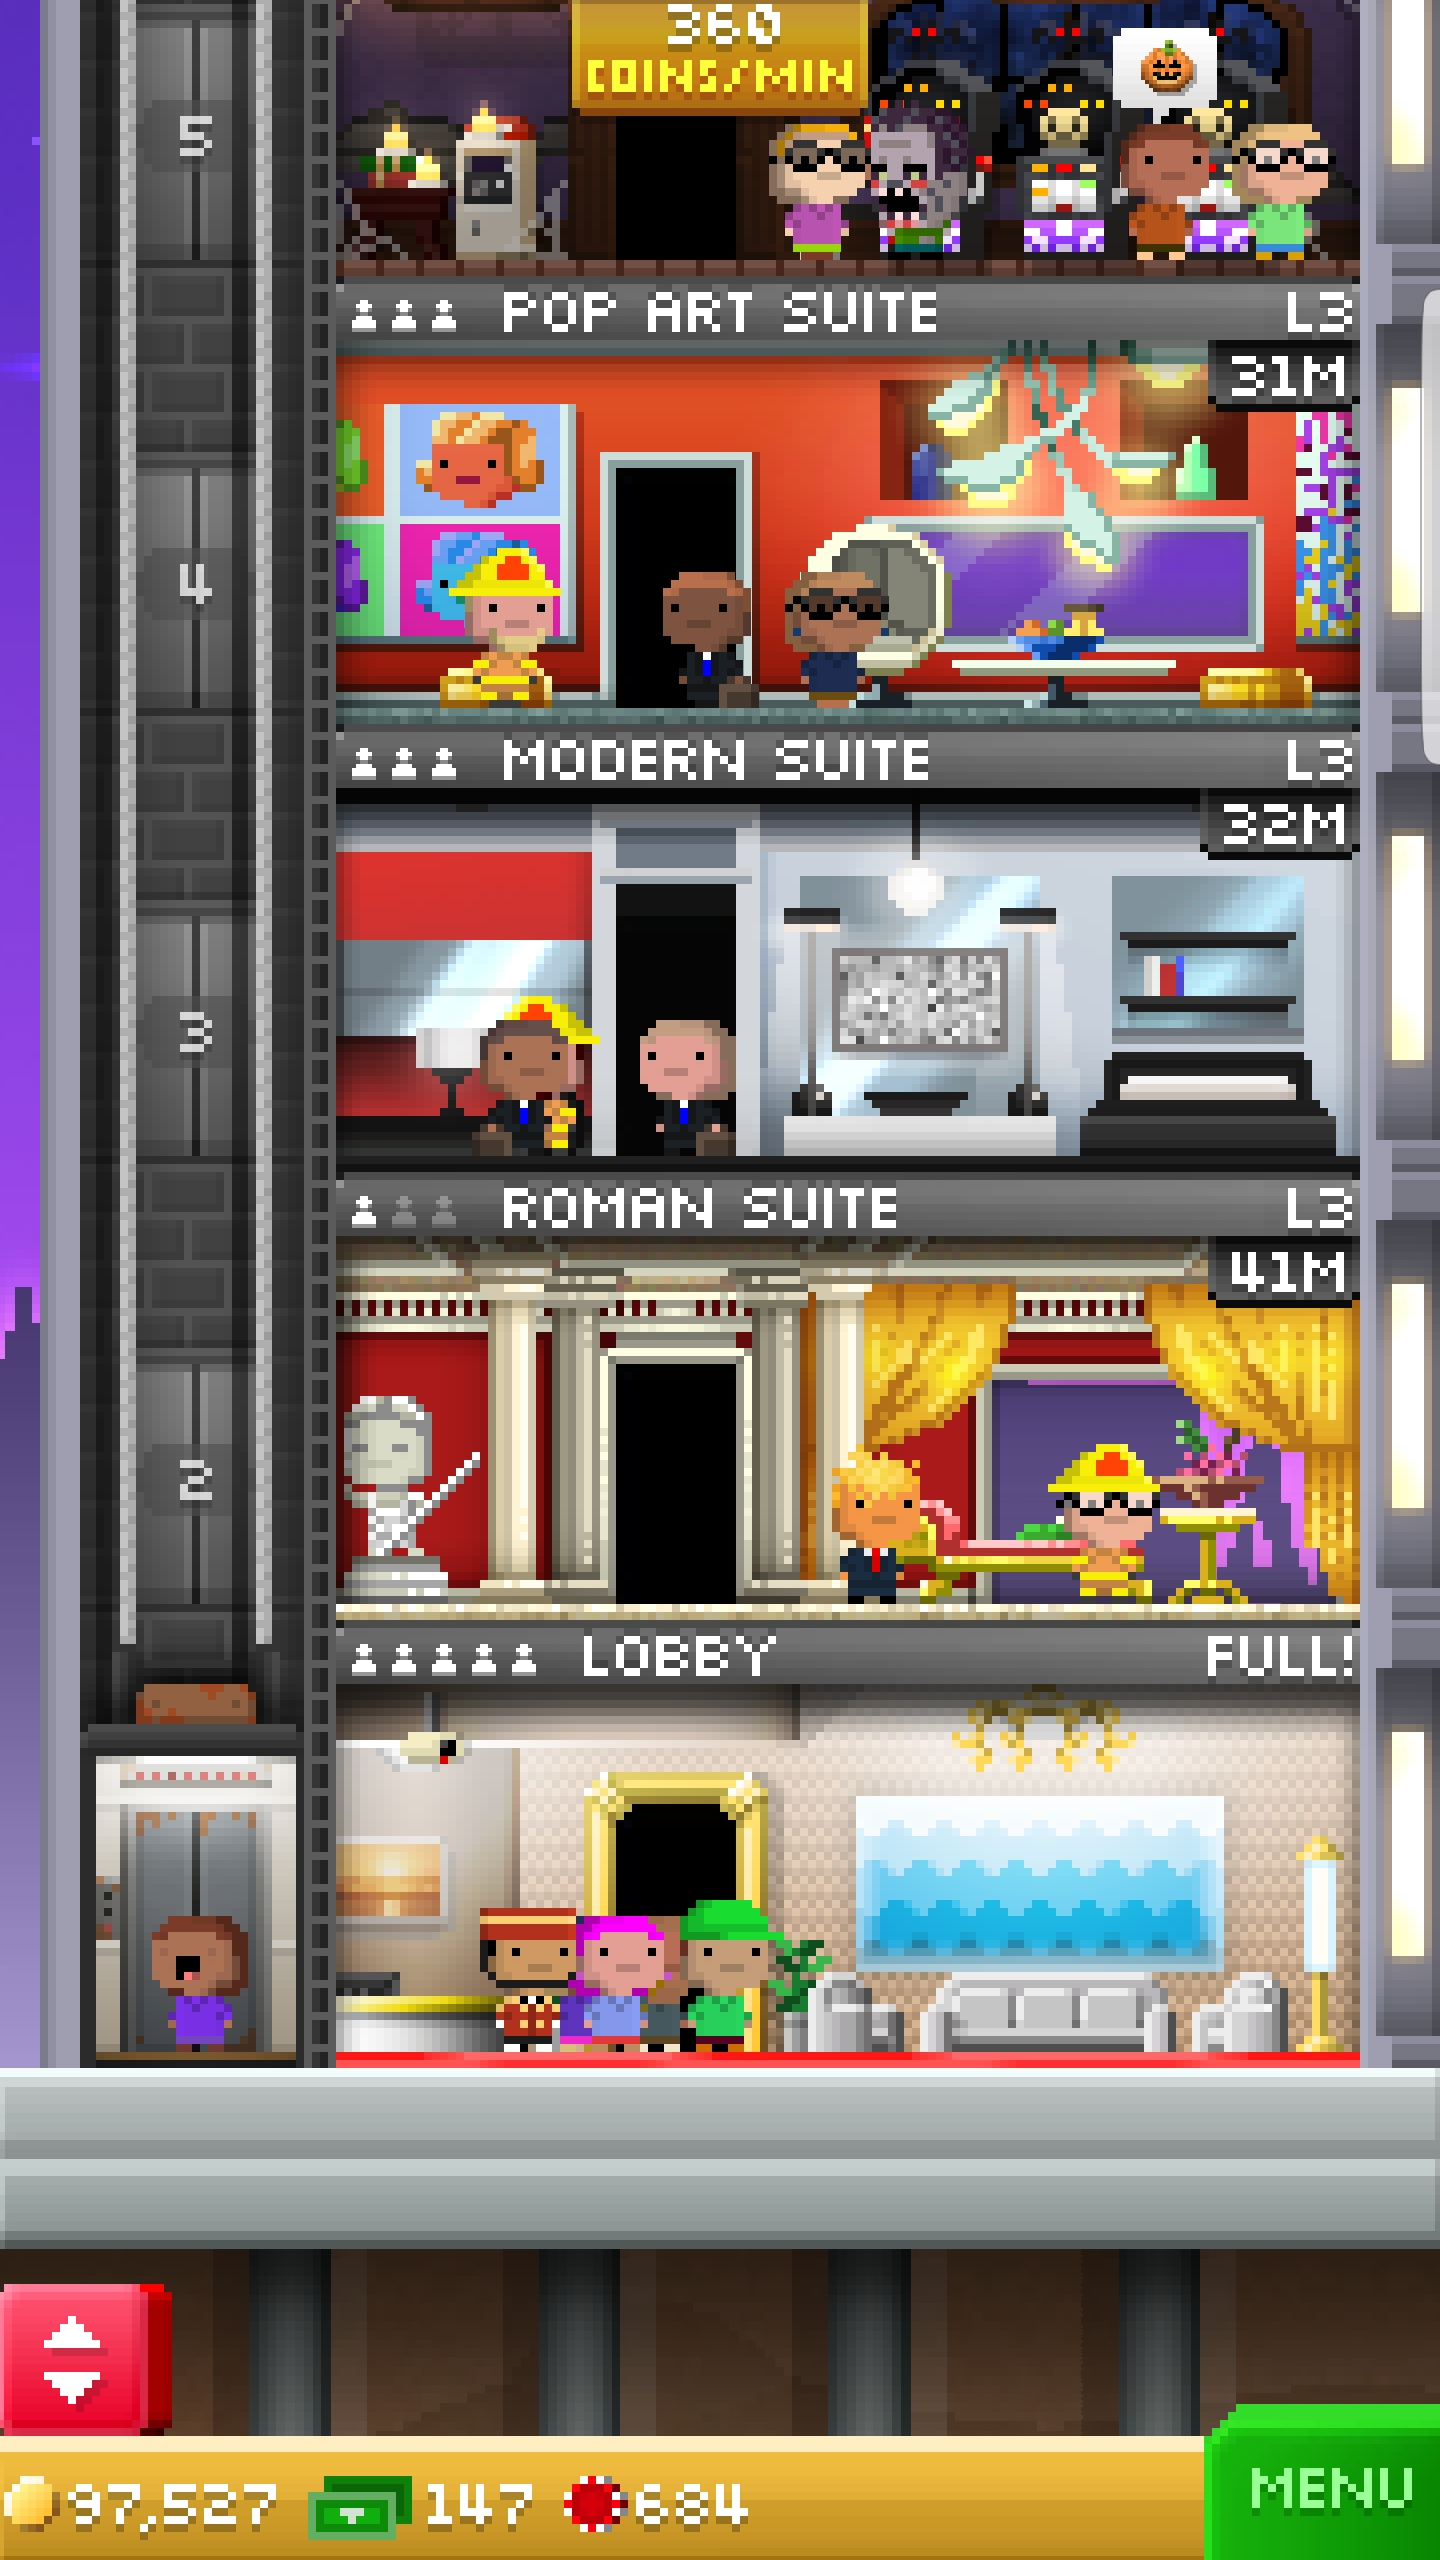 360
COINS/MIN
5
POP ART SUITE L3
31M
4
MODERN SUITE L3
32M
3
ROMAN SUITE L3
41M
2
LOBBY FULL!
97,527 147 684
MENU